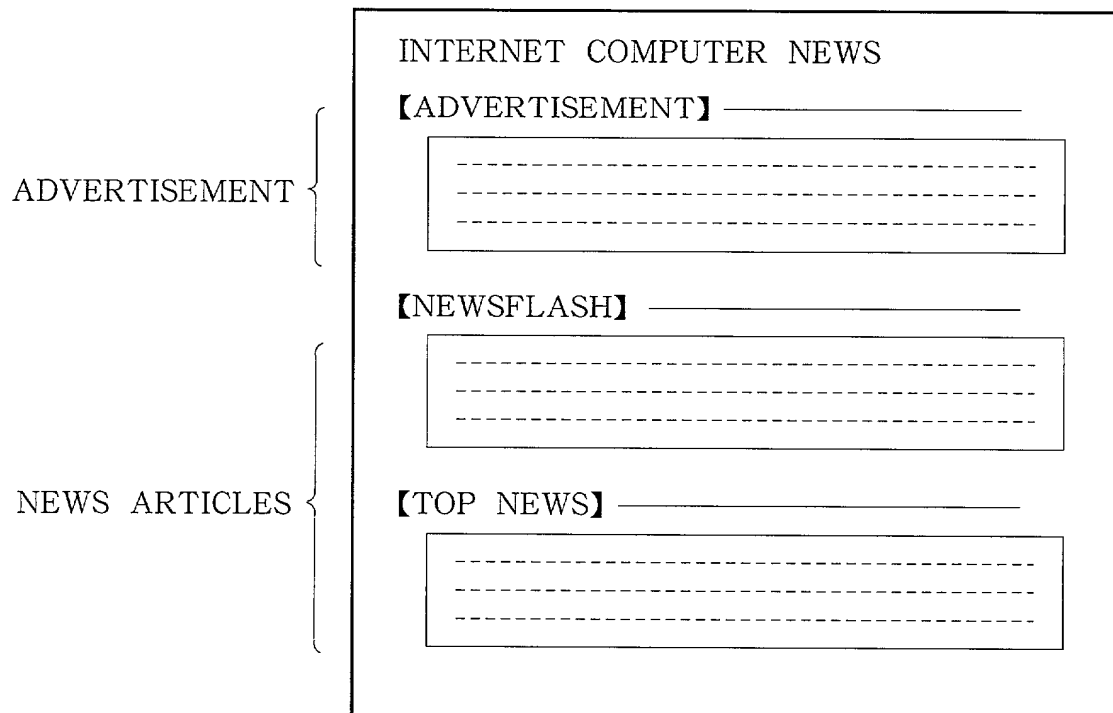 INTERNET COMPUTER NEWS
【ADVERTISEMENT】
ADVERTISEMENT
【NEWSFLASH】
NEWS ARTICLES
【TOP NEWS】